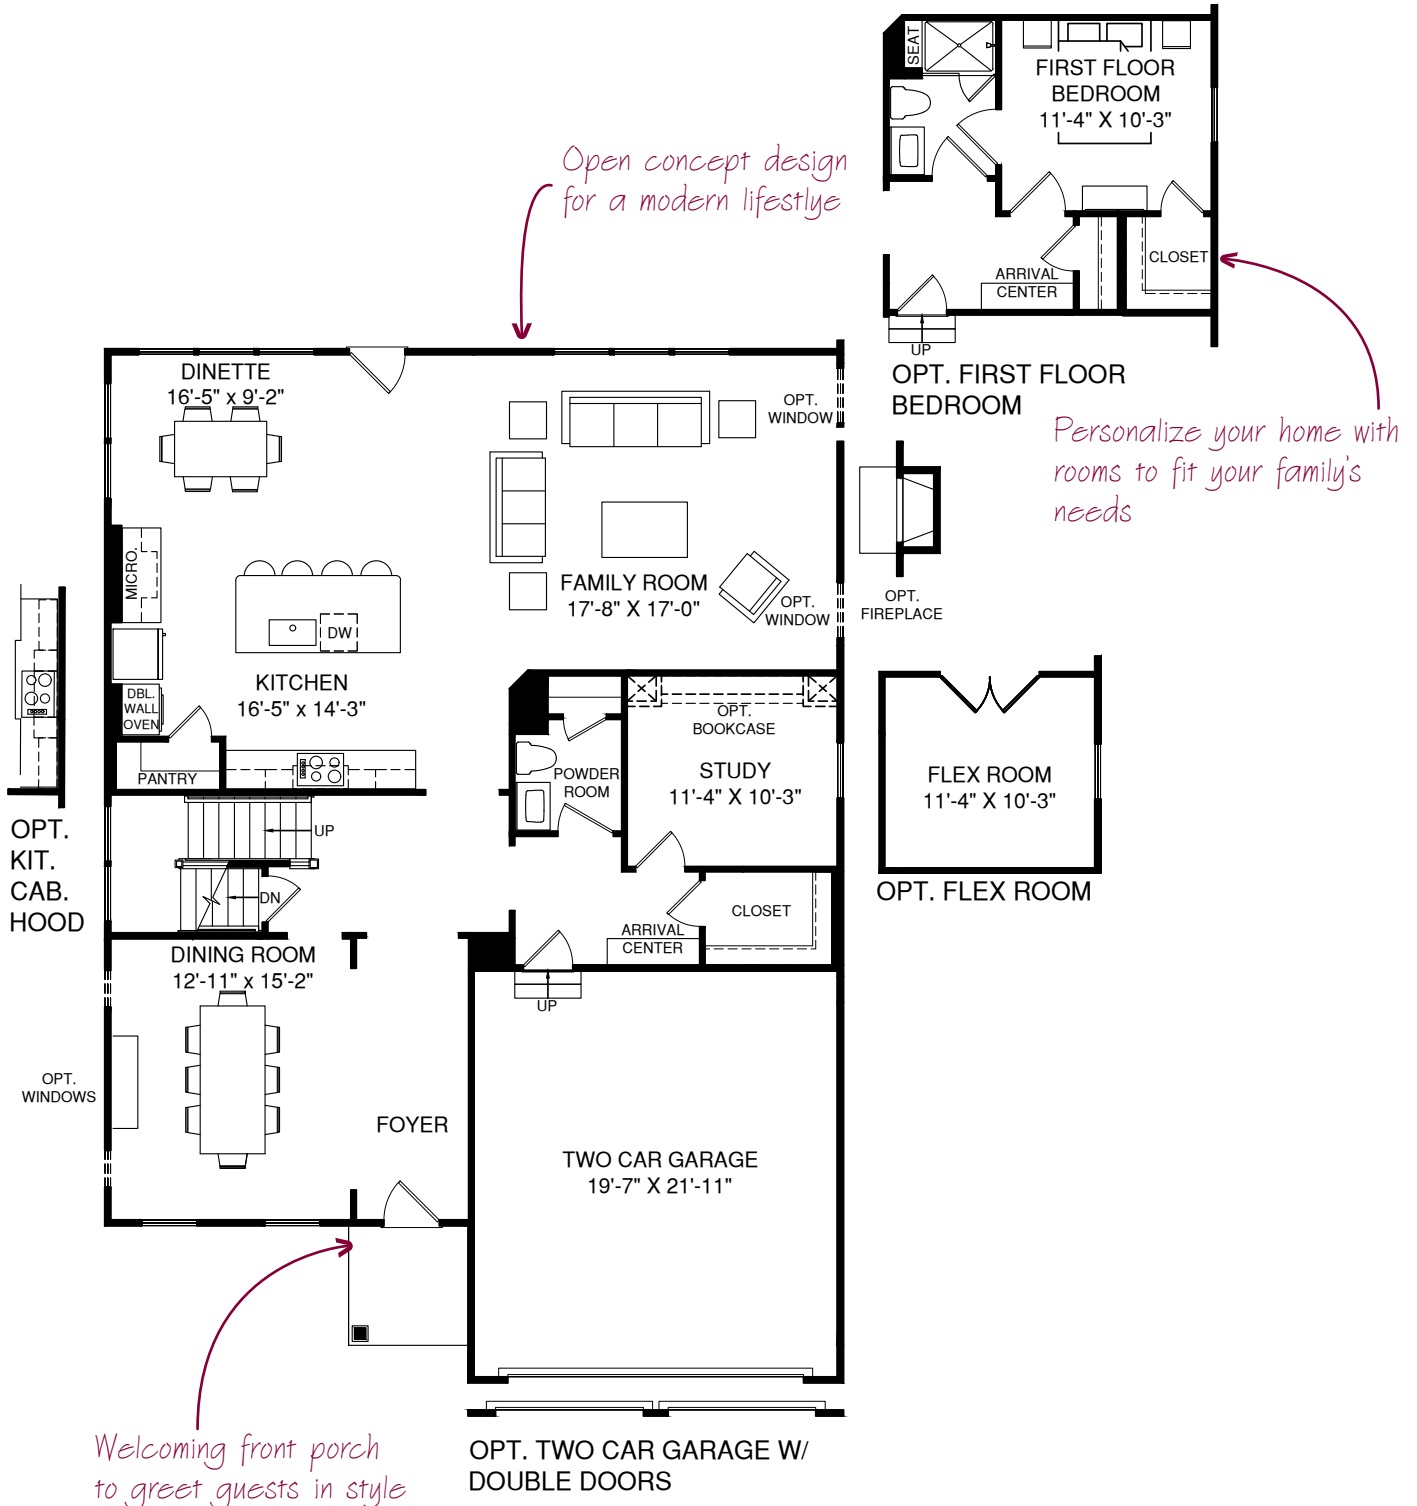 SEAT
FIRST FLOOR
BEDROOM
11'-4" X 10'-3"
CLOSET
ARRIVAL
CENTER
UP
OPT. FIRST FLOOR
BEDROOM
Open concept design
for a modern lifestlye
Personalize your home with
rooms to fit your family's
needs
DINETTE
16'-5" x 9'-2"
OPT.
WINDOW
MICRO.
FAMILY ROOM
17'-8" X 17'-0"
OPT.
WINDOW
OPT.
FIREPLACE
DW
KITCHEN
16'-5" x 14'-3"
DBL.
WALL
OVEN
PANTRY
OPT.
BOOKCASE
POWDER
ROOM
STUDY
11'-4" X 10'-3"
FLEX ROOM
11'-4" X 10'-3"
OPT. FLEX ROOM
OPT.
KIT.
CAB.
HOOD
UP
DN
CLOSET
ARRIVAL
CENTER
UP
DINING ROOM
12'-11" x 15'-2"
OPT.
WINDOWS
FOYER
TWO CAR GARAGE
19'-7" X 21'-11"
OPT. TWO CAR GARAGE W/
DOUBLE DOORS
Welcoming front porch
to greet guests in style